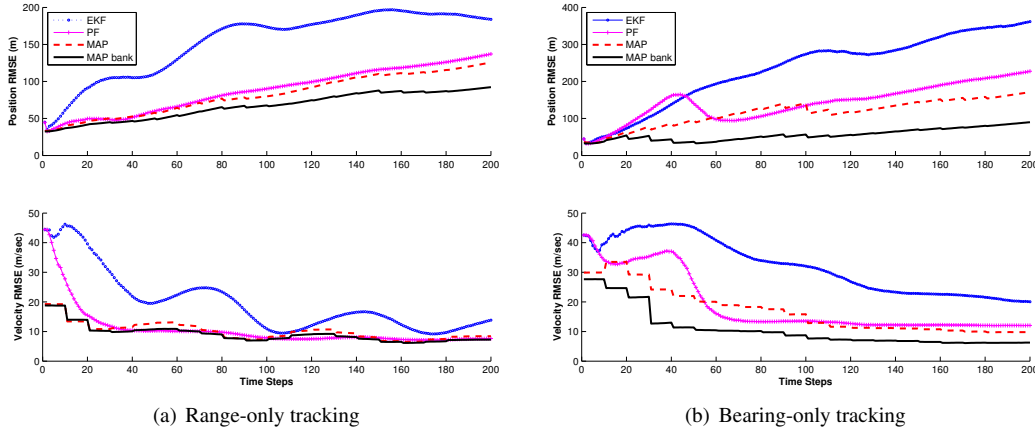 200
150
100
50
0
Position RMSE (m)
EKF
PF
MAP
MAP bank
0 20 40 60 80 100 120 140 160 180 200
50
40
30
20
10
0
Velocity RMSE (m/sec)
0 20 40 60 80 100 120 140 160 180 200
Time Steps
(a) Range-only tracking
400
300
200
100
0
Position RMSE (m)
EKF
PF
MAP
MAP bank
0 20 40 60 80 100 120 140 160 180 200
50
40
30
20
10
0
Velocity RMSE (m/sec)
0 20 40 60 80 100 120 140 160 180 200
Time Steps
(b) Bearing-only tracking